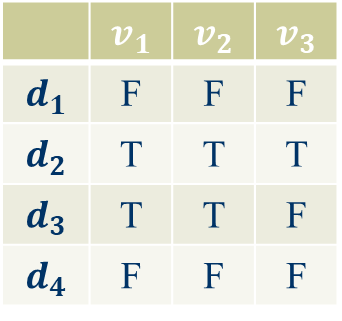 v₁ v₂ v₃
d₁ F F F
d₂ T T T
d₃ T T F
d₄ F F F